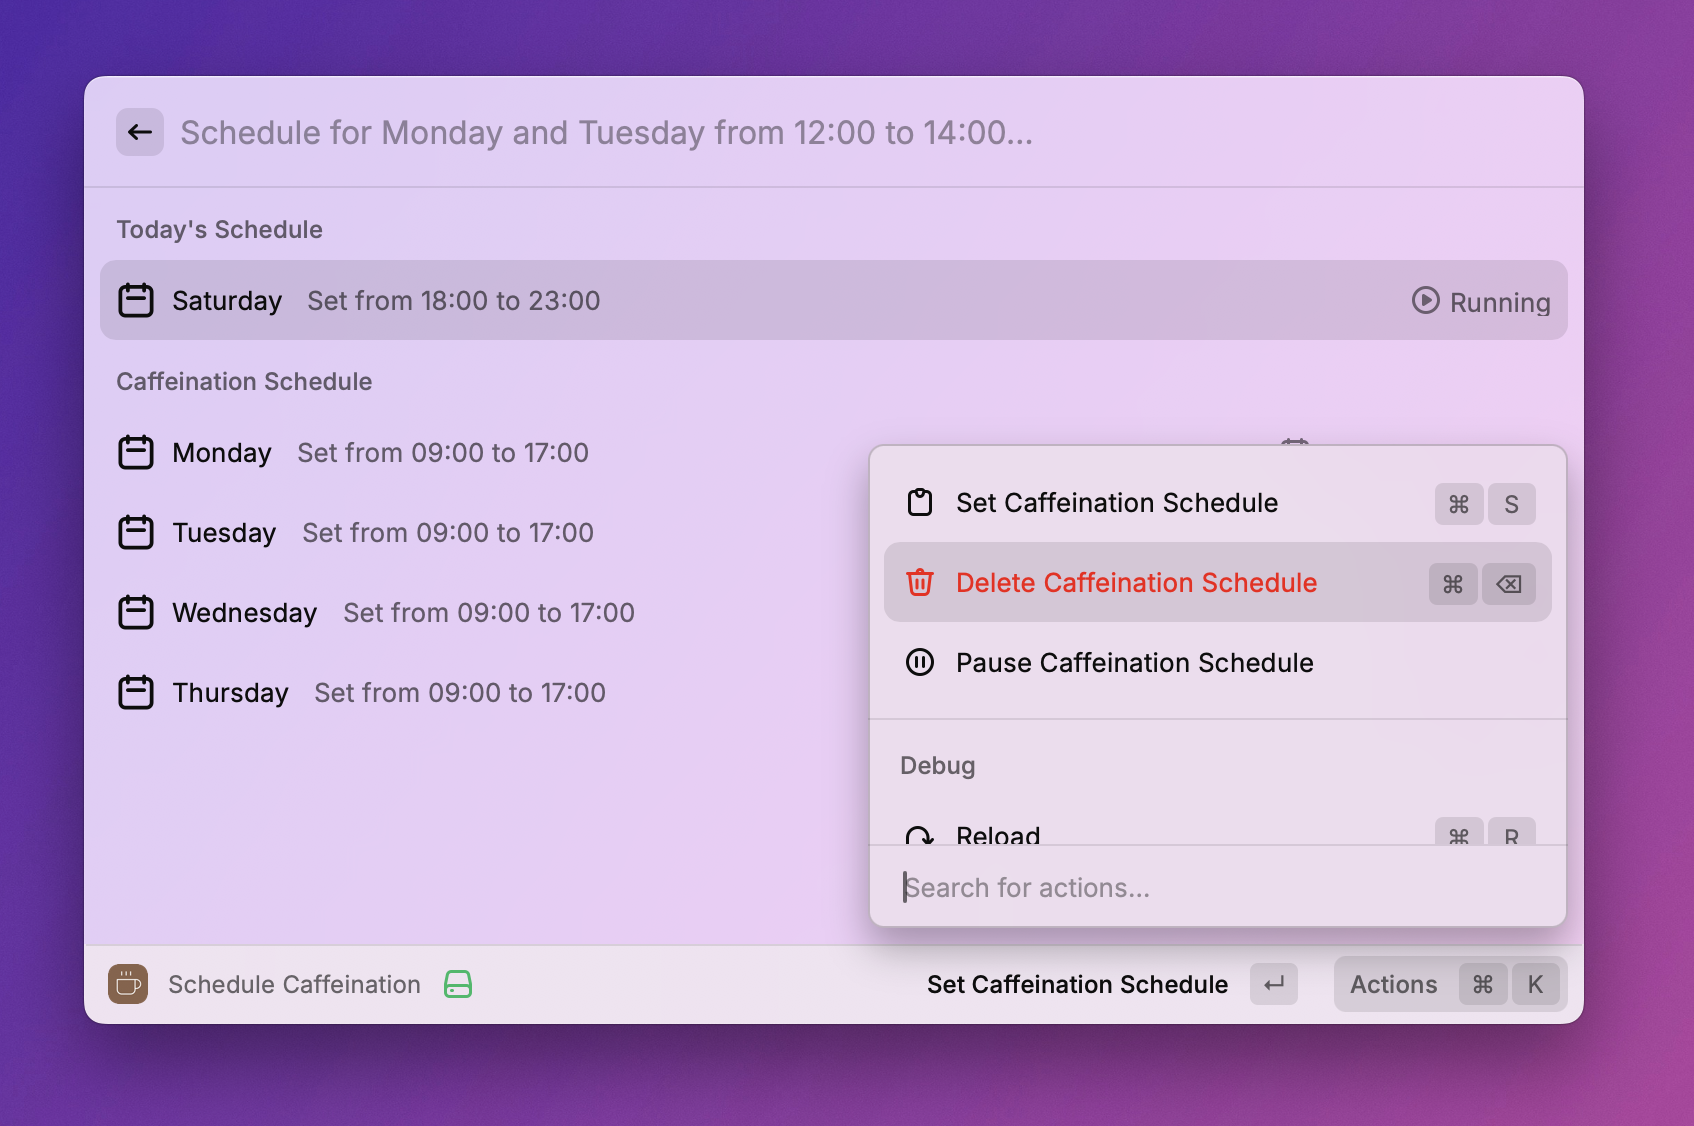 Schedule for Monday and Tuesday from 12:00 to 14:00...
Today's Schedule
Saturday Set from 18:00 to 23:00 Running
Caffeination Schedule
Monday Set from 09:00 to 17:00
Tuesday Set from 09:00 to 17:00
Wednesday Set from 09:00 to 17:00
Thursday Set from 09:00 to 17:00
Set Caffeination Schedule ⌘ S
Delete Caffeination Schedule ⌘ ⌫
Pause Caffeination Schedule
Debug
Reload ⌘ R
Search for actions...
Schedule Caffeination Set Caffeination Schedule ↵ Actions ⌘ K